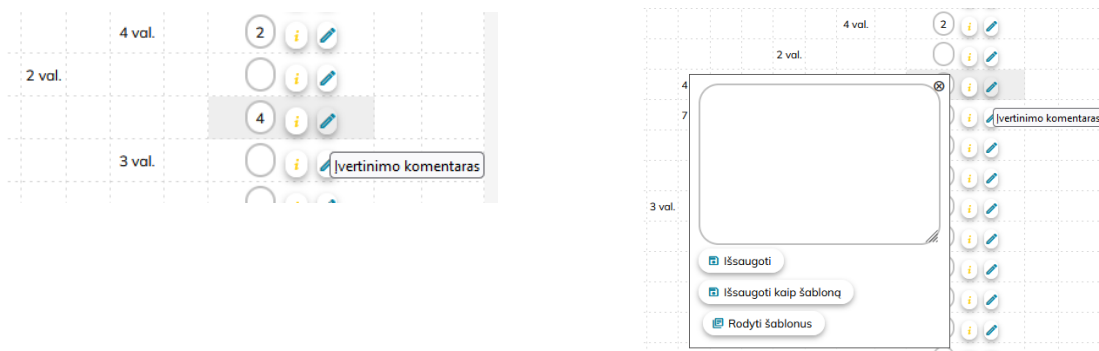 4 val. 2 i
2 val. i
4 i
Įvertinimo komentaras
3 val. i
4 val. 2 i
2 val. i
4 i
7 i
Įvertinimo komentaras
i
i
3 val. i
i
Išsaugoti i
Išsaugoti kaip šabloną i
Rodyti šablonus i